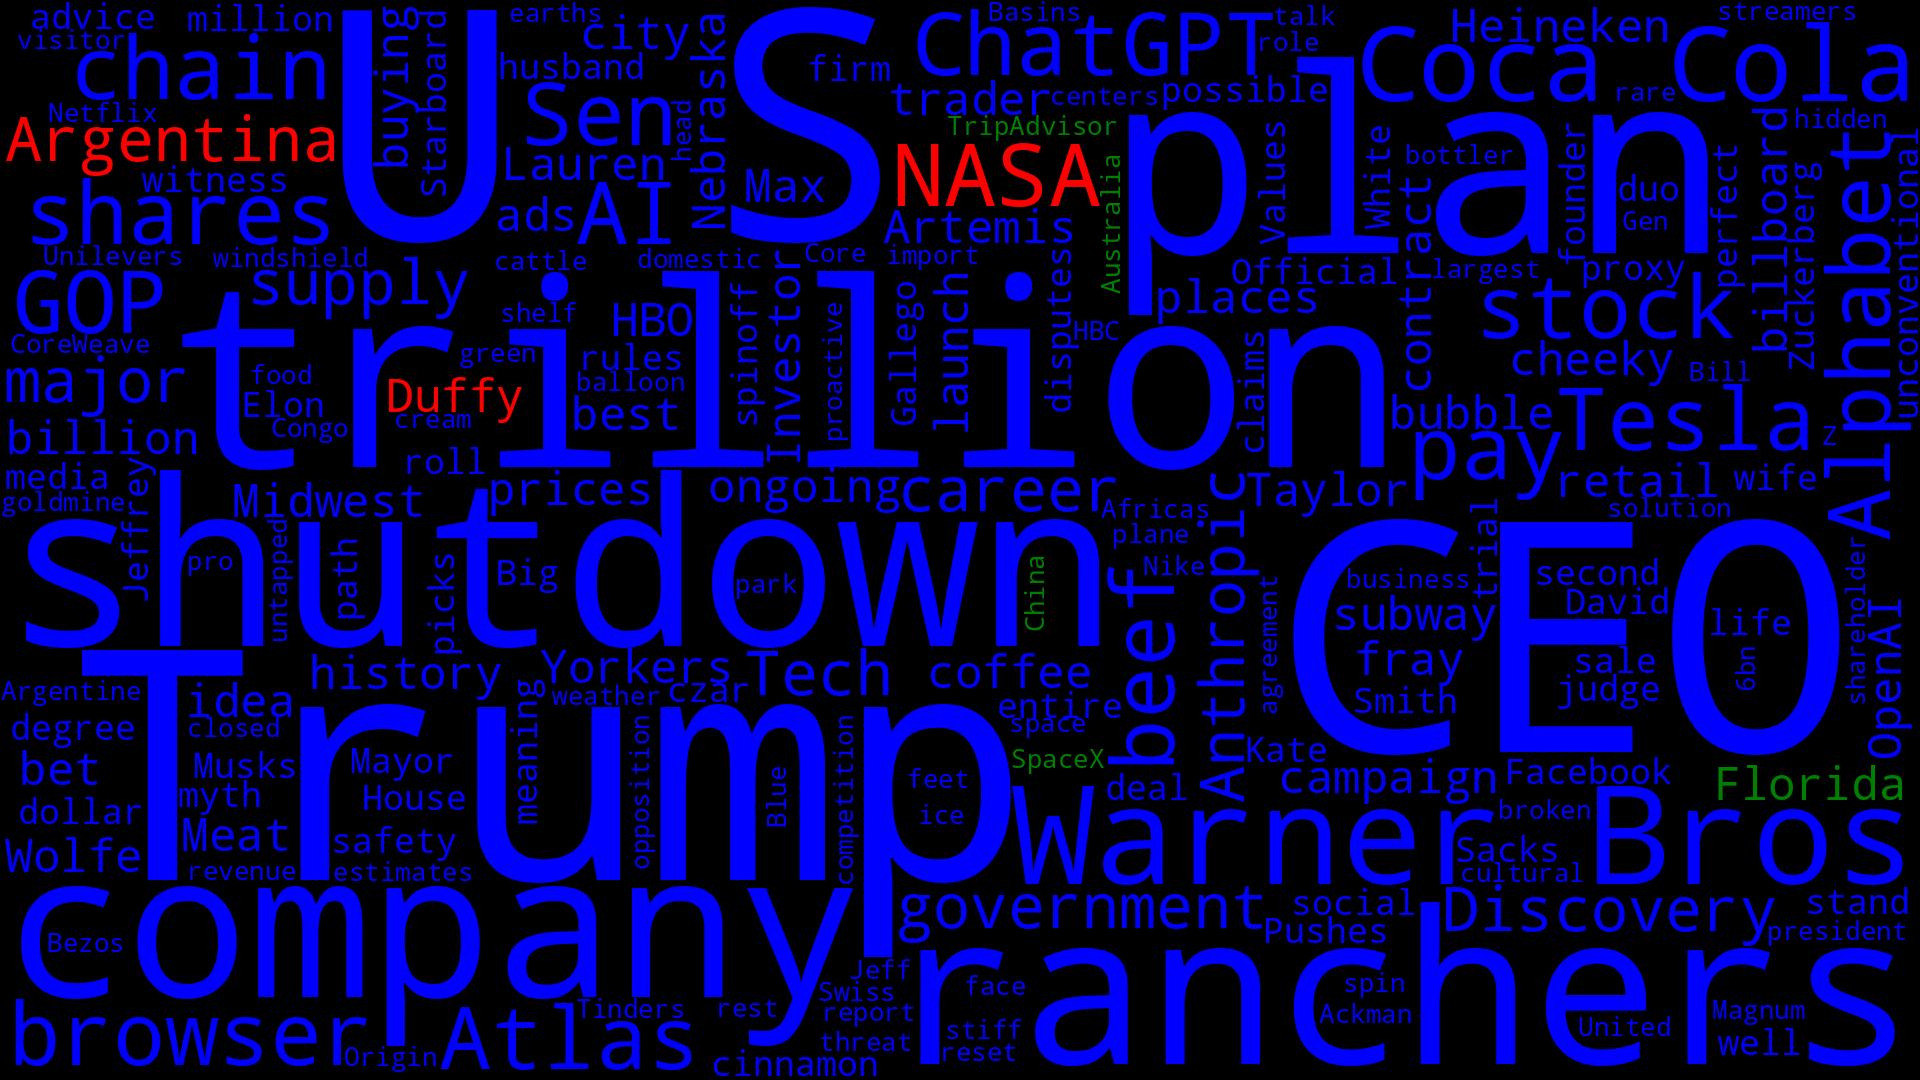 advice
million
U
buying
Starboard
earths
city
S
firm
ChatGPT
Basins
talk
role
Coca Cola
Heineken
streamers
visitor
chain
husband
Nebraska
Netflix
Argentina
Sen
head
trader
centers
possible
plan
rare
hidden
TripAdvisor
NASA
Lauren
witness
Max
Australia
Values
White
bottler
founder
duo
Gen
perfect
billboard
zuckerberg
Alphabet
unconventional
shares
ads
AI
Artemis
Unilevers
windshield
cattle
domestic
Core
import
disputes
Official
contract
largest
proxy
GOP
supply
trillion
shelf
HBO
spinoff
Investor
proactive
Gallego
launch
places
HBC
stock
CoreWeave
green
rules
claims
cheeky
Bill
major
food
Elon
Duffy
balloon
best
Congo
cream
bubble
Tesla
Z
billion
roll
pay
media
goldmine
Jeffrey
Midwest
prices
ongoing
career
Taylor
retail
wife
Africas
solution
shutdown
pro
untapped
path
picks
Big
park
China
plane
Nike
beef
Anthropic
agreement
CEO
business
trial
second
subway
David
life
shareholder
OpenAI
history
Yorkers
Tech
coffee
fray
sale
6bn
Argentine
idea
weather
czar
entire
Smith
judge
degree
closed
Trump
meaning
opposition
competition
space
SpaceX
Kate
bet
Musks
Mayor
Blue
feet
deal
campaign
Facebook
Florida
dollar
myth
House
ice
Warner
broken
Bros
Wolfe
Meat
safety
Sacks
revenue
estimates
cultural
company
government
social
Discovery
stand
Bezos
Pushes
president
Jeff
ranchers
Swiss
face
spin
browser
Atlas
Tinders
rest
report
Ackman
United
Magnum
Origin
cinnamon
threat
stiff
reset
well